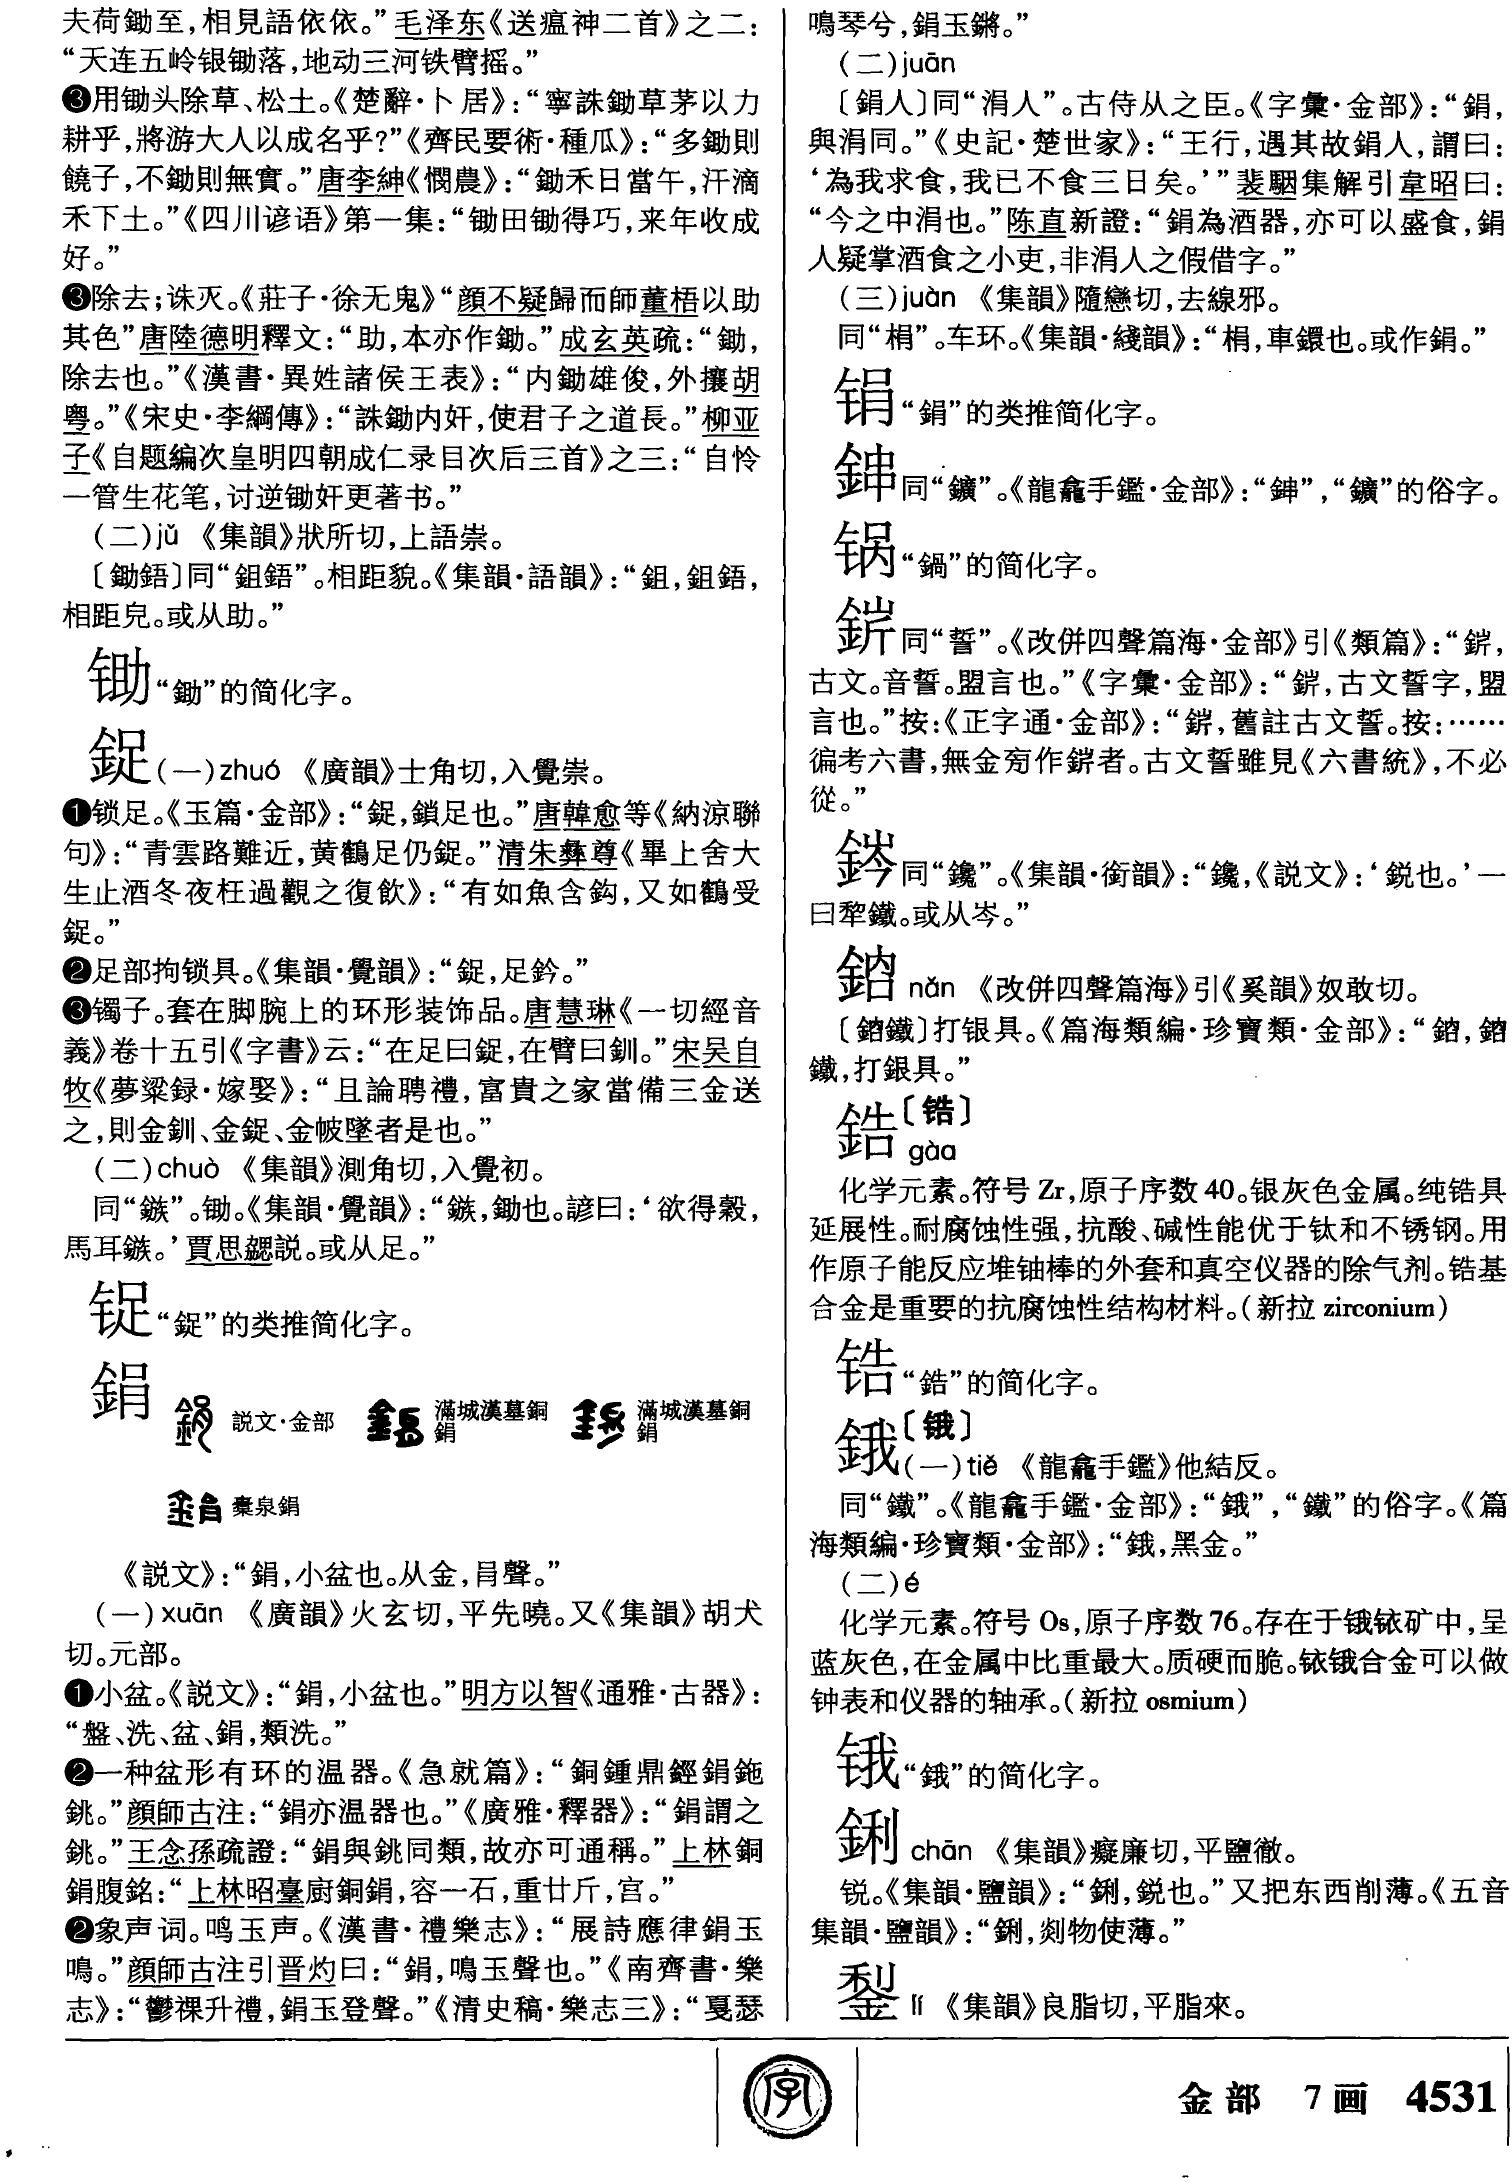 夫荷鋤至,相見語依依。”毛泽东《送瘟神二首》之二:
“天连五岭银锄落,地动三河铁臂摇。”
❸用锄头除草、松土。《楚辭·卜居》:“寧誅鋤草茅以力
耕乎,將游大人以成名乎?”《齊民要術·種瓜》:“多鋤則
饒子,不鋤則無實。”唐李紳《憫農》:“鋤禾日當午,汗滴
禾下土。”《四川谚语》第一集:“锄田锄得巧,来年收成
好。”
❸除去;诛灭。《莊子·徐无鬼》“顔不疑歸而師董梧以助
其色”唐陸德明釋文:“助,本亦作鋤。”成玄英疏:“鋤,
除去也。”《漢書·異姓諸侯王表》:“内鋤雄俊,外攘胡
粤。”《宋史·李綱傳》:“誅鋤内奸,使君子之道長。”柳亚
子《自题编次皇明四朝成仁录目次后三首》之三:“自怜
一管生花笔,讨逆锄奸更著书。”
(二)jǔ 《集韻》狀所切,上語崇。
〔鋤鋙〕同“鉏鋙”。相距貌。《集韻·語韻》:“鉏,鉏鋙,
相距皃。或从助。”
锄“鋤”的简化字。
鋜(一)zhuó 《廣韻》士角切,入覺崇。
❶锁足。《玉篇·金部》:“鋜,鎖足也。”唐韓愈等《納涼聯
句》:“青雲路難近,黄鶴足仍鋜。”清朱彝尊《畢上舍大
生止酒冬夜枉過觀之復飲》:“有如魚含鈎,又如鶴受
鋜。”
❷足部拘锁具。《集韻·覺韻》:“鋜,足鈐。”
❸镯子。套在脚腕上的环形装饰品。唐慧琳《一切經音
義》卷十五引《字書》云:“在足曰鋜,在臂曰釧。”宋吴自
牧《夢粱録·嫁娶》:“且論聘禮,富貴之家當備三金送
之,則金釧、金鋜、金帔墜者是也。”
(二)chuò 《集韻》測角切,入覺初。
同“鏃”。锄。《集韻·覺韻》:“鏃,鋤也。諺曰:‘欲得穀,
馬耳鏃。’賈思勰説。或从足。”
“鋜”的类推简化字。
鋗
説文·金部 滿城漢墓銅鋗 滿城漢墓銅鋗
橐泉鋗
《説文》:“鋗,小盆也。从金,肙聲。”
(一)xuān 《廣韻》火玄切,平先曉。又《集韻》胡犬
切。元部。
❶小盆。《説文》:“鋗,小盆也。”明方以智《通雅·古器》:
“盤、洗、盆、鋗,類洗。”
❷一种盆形有环的温器。《急就篇》:“銅鍾鼎鋞鋗鉇
銚。”顔師古注:“鋗亦温器也。”《廣雅·釋器》:“鋗謂之
銚。”王念孫疏證:“鋗與銚同類,故亦可通稱。”上林銅
鋗腹銘:“上林昭臺廚銅鋗,容一石,重廿斤,宫。”
❷象声词。鸣玉声。《漢書·禮樂志》:“展詩應律鋗玉
鳴。”顔師古注引晋灼曰:“鋗,鳴玉聲也。”《南齊書·樂
志》:“鬱祼升禮,鋗玉登聲。”《清史稿·樂志三》:“戛瑟
鳴琴兮,鋗玉鏘。”
(二)juān
〔鋗人〕同“涓人”。古侍从之臣。《字彙·金部》:“鋗,
與涓同。”《史記·楚世家》:“王行,遇其故鋗人,謂曰:
‘為我求食,我已不食三日矣。’”裴駰集解引韋昭曰:
“今之中涓也。”陈直新證:“鋗為酒器,亦可以盛食,鋗
人疑掌酒食之小吏,非涓人之假借字。”
(三)juàn 《集韻》隨戀切,去線邪。
同“梋”。车环。《集韻·綫韻》:“梋,車鐶也。或作鋗。”
“鋗”的类推简化字。
同“鑛”。《龍龕手鑑·金部》:“”,“鑛”的俗字。
锅“鍋”的简化字。
同“誓”。《改併四聲篇海·金部》引《類篇》:“,
古文。音誓。盟言也。”《字彙·金部》:“,古文誓字,盟
言也。”按:《正字通·金部》:“,舊註古文誓。按:……
徧考六書,無金旁作者。古文誓雖見《六書統》,不必
從。”
同“鑱”。《集韻·銜韻》:“鑱,《説文》:‘鋭也。’一
曰犂鐵。或从岑。”
nǎn 《改併四聲篇海》引《奚韻》奴敢切。
〔鐵〕打银具。《篇海類編·珍寶類·金部》:“,
鐵,打銀具。”
鋯〔锆〕
gào
化学元素。符号 Zr,原子序数 40。银灰色金属。纯锆具
延展性。耐腐蚀性强,抗酸、碱性能优于钛和不锈钢。用
作原子能反应堆铀棒的外套和真空仪器的除气剂。锆基
合金是重要的抗腐蚀性结构材料。(新拉 zirconium)
锆“鋯”的简化字。
鋨〔锇〕
(一)tiě 《龍龕手鑑》他結反。
同“鐵”。《龍龕手鑑·金部》:“鋨”,“鐵”的俗字。《篇
海類編·珍寶類·金部》:“鋨,黑金。”
(二)é
化学元素。符号 Os,原子序数 76。存在于锇铱矿中,呈
蓝灰色,在金属中比重最大。质硬而脆。铱锇合金可以做
钟表和仪器的轴承。(新拉 osmium)
锇“鋨”的简化字。
鋓 chān 《集韻》癡廉切,平鹽徹。
锐。《集韻·鹽韻》:“鋓,鋭也。”又把东西削薄。《五音
集韻·鹽韻》:“鋓,剡物使薄。”
鋫 lí 《集韻》良脂切,平脂來。
字
金部 7画 4531